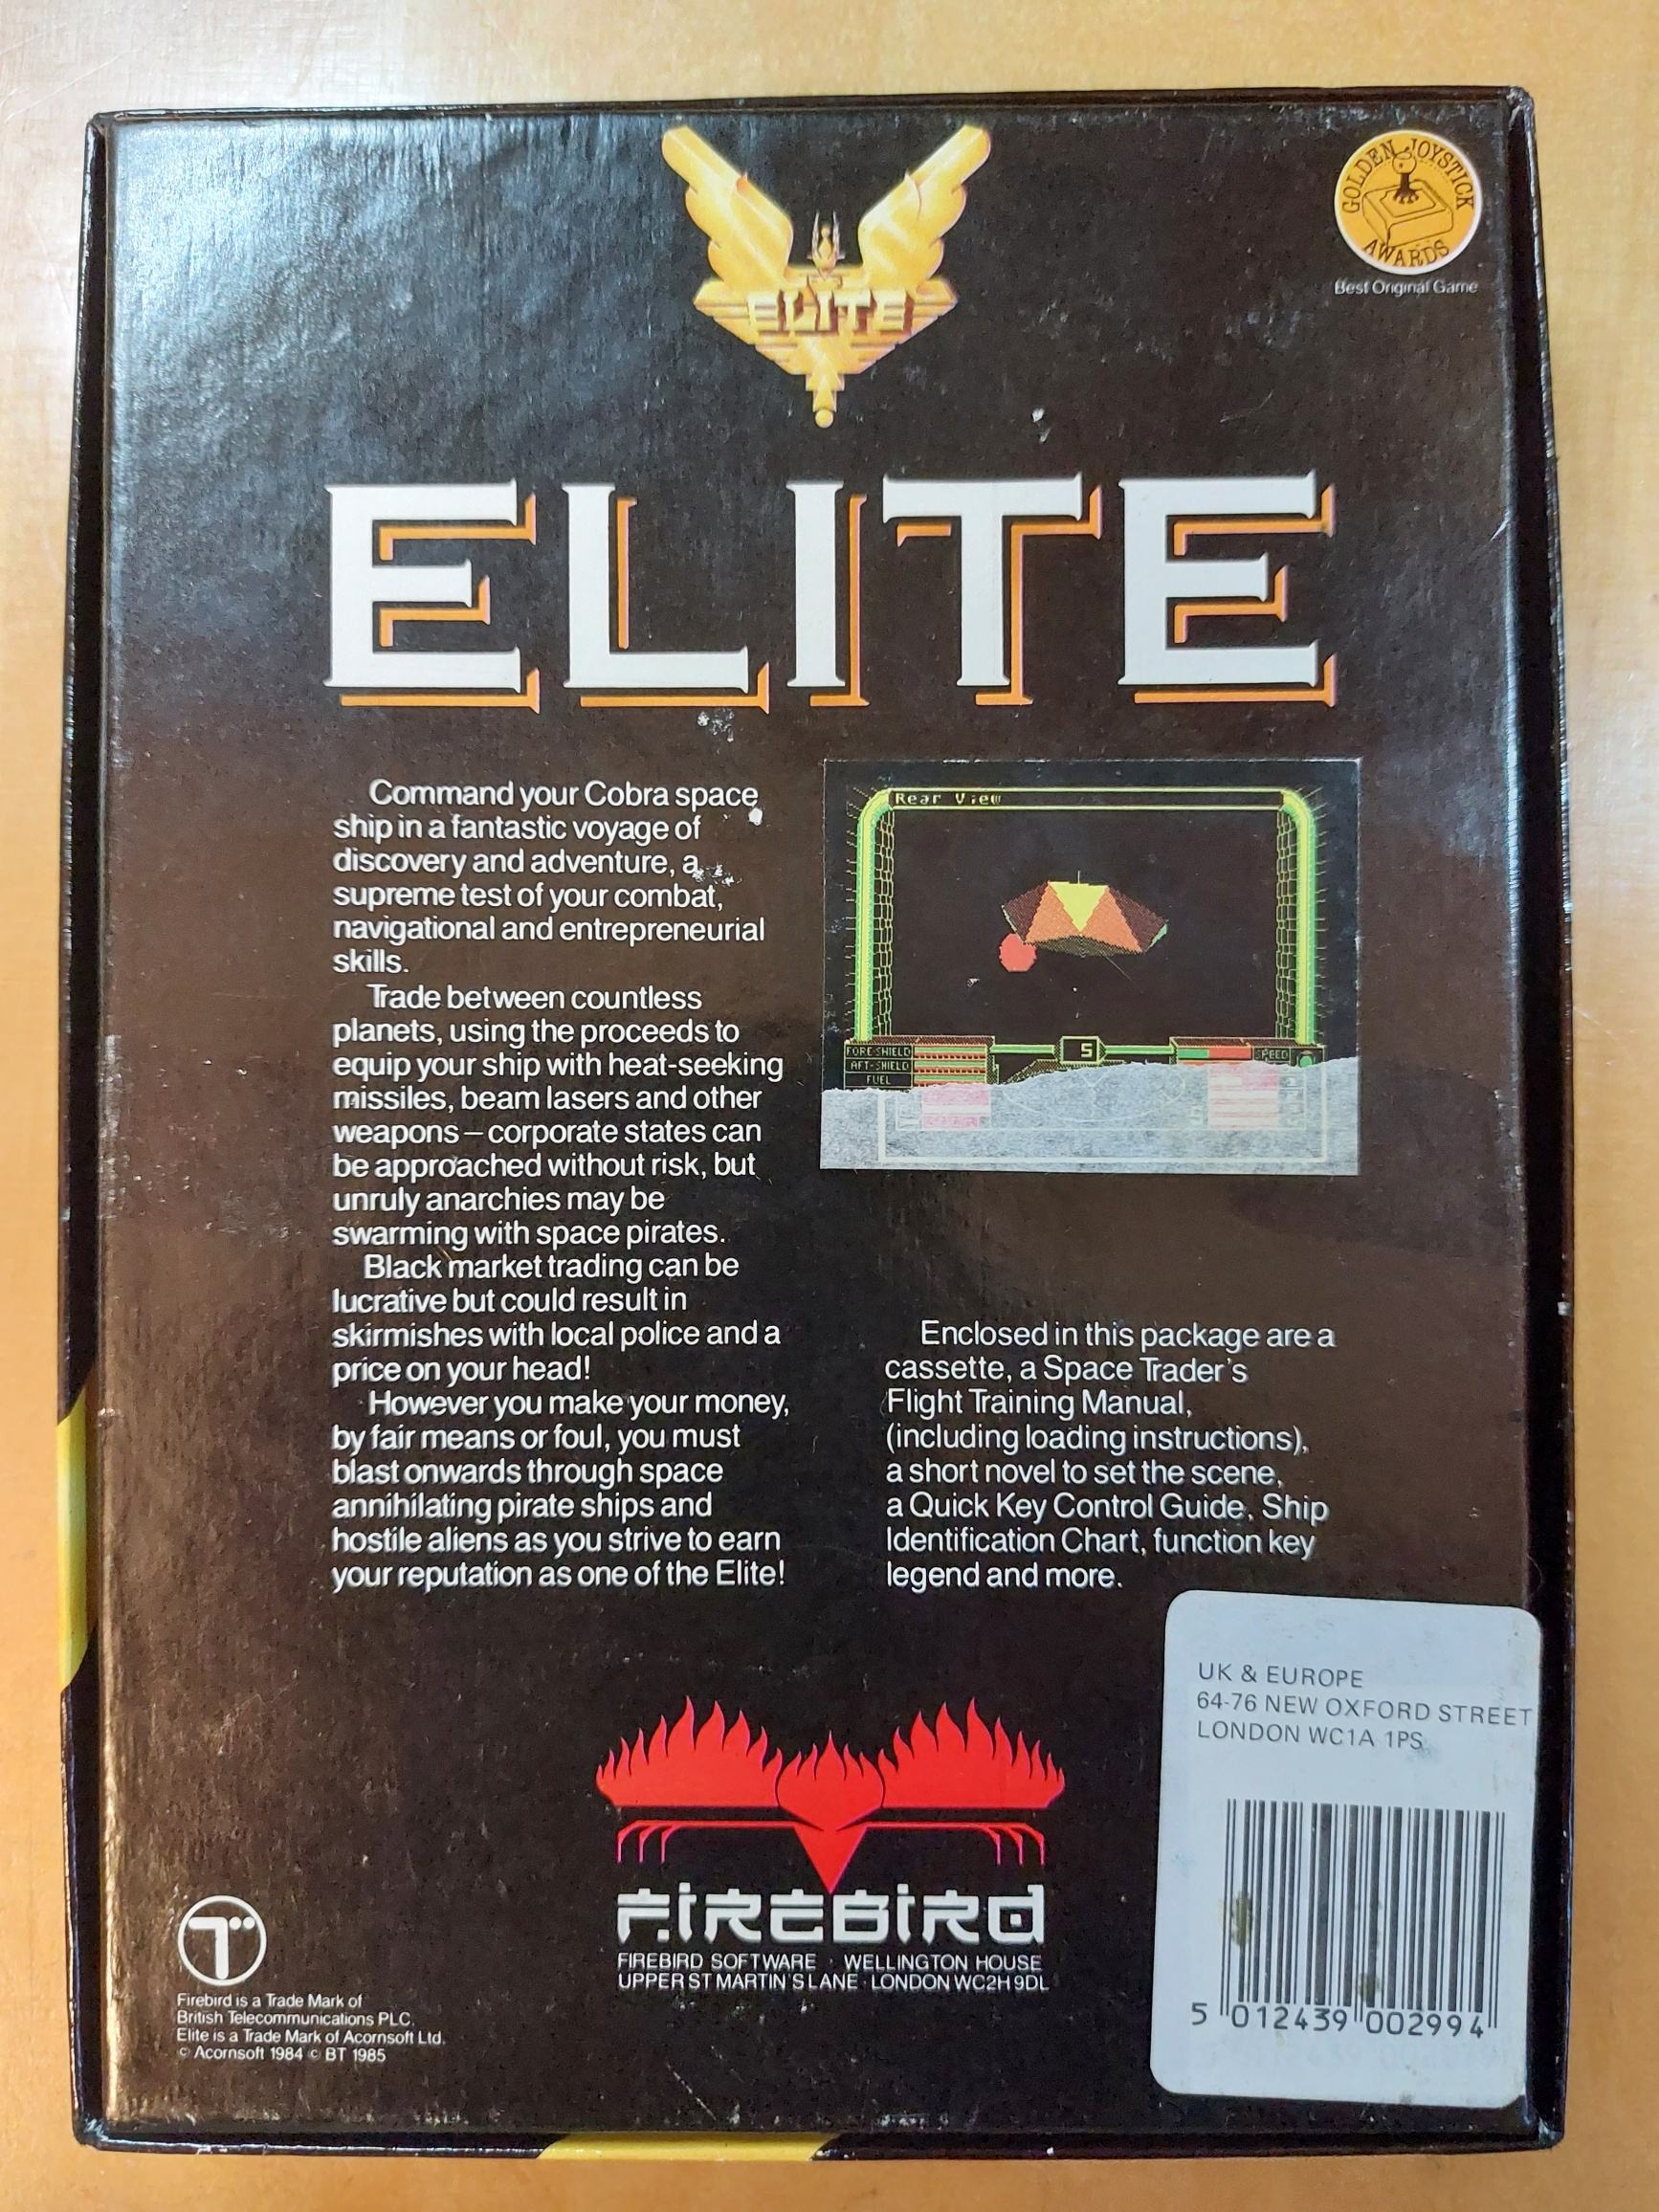 GOLDEN JOYSTICK
AWARDS
Best Original Game
ELITE
ELITE
Command your Cobra space
ship in a fantastic voyage of
discovery and adventure, a
supreme test of your combat,
navigational and entrepreneurial
skills.
Trade between countless
planets, using the proceeds to
equip your ship with heat-seeking
missiles, beam lasers and other
weapons – corporate states can
be approached without risk, but
unruly anarchies may be
swarming with space pirates.
Black market trading can be
lucrative but could result in
skirmishes with local police and a
price on your head!
However you make your money,
by fair means or foul, you must
blast onwards through space
annihilating pirate ships and
hostile aliens as you strive to earn
your reputation as one of the Elite!
Rear View
FORE-SHIELD
AFT-SHIELD
FUEL
5
SPEED
Enclosed in this package are a
cassette, a Space Trader's
Flight Training Manual,
(including loading instructions),
a short novel to set the scene,
a Quick Key Control Guide, Ship
Identification Chart, function key
legend and more.
UK & EUROPE
64-76 NEW OXFORD STREET
LONDON WC1A 1PS
5 012439 002994
FIREBIRD
FIREBIRD SOFTWARE · WELLINGTON HOUSE
UPPER ST MARTIN'S LANE · LONDON WC2H 9DL
T
Firebird is a Trade Mark of
British Telecommunications PLC.
Elite is a Trade Mark of Acornsoft Ltd.
© Acornsoft 1984 © BT 1985